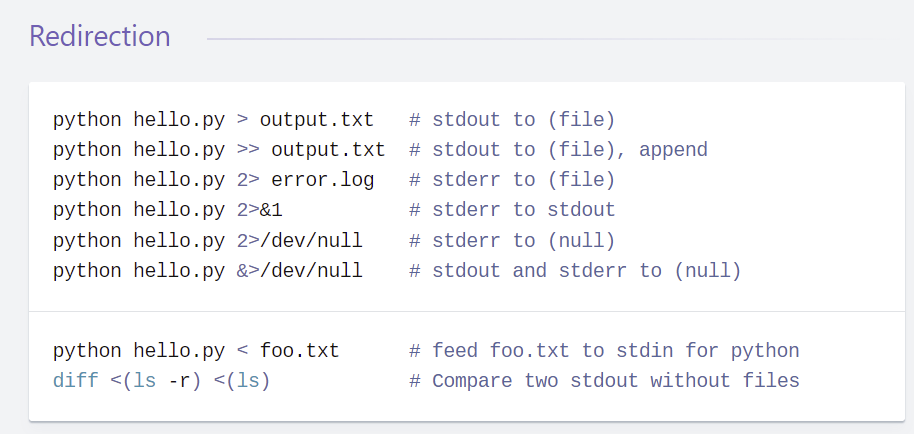 Redirection
python hello.py > output.txt   # stdout to (file)
python hello.py >> output.txt  # stdout to (file), append
python hello.py 2> error.log   # stderr to (file)
python hello.py 2>&1           # stderr to stdout
python hello.py 2>/dev/null    # stderr to (null)
python hello.py &>/dev/null    # stdout and stderr to (null)
python hello.py < foo.txt      # feed foo.txt to stdin for python
diff <(ls -r) <(ls)            # Compare two stdout without files